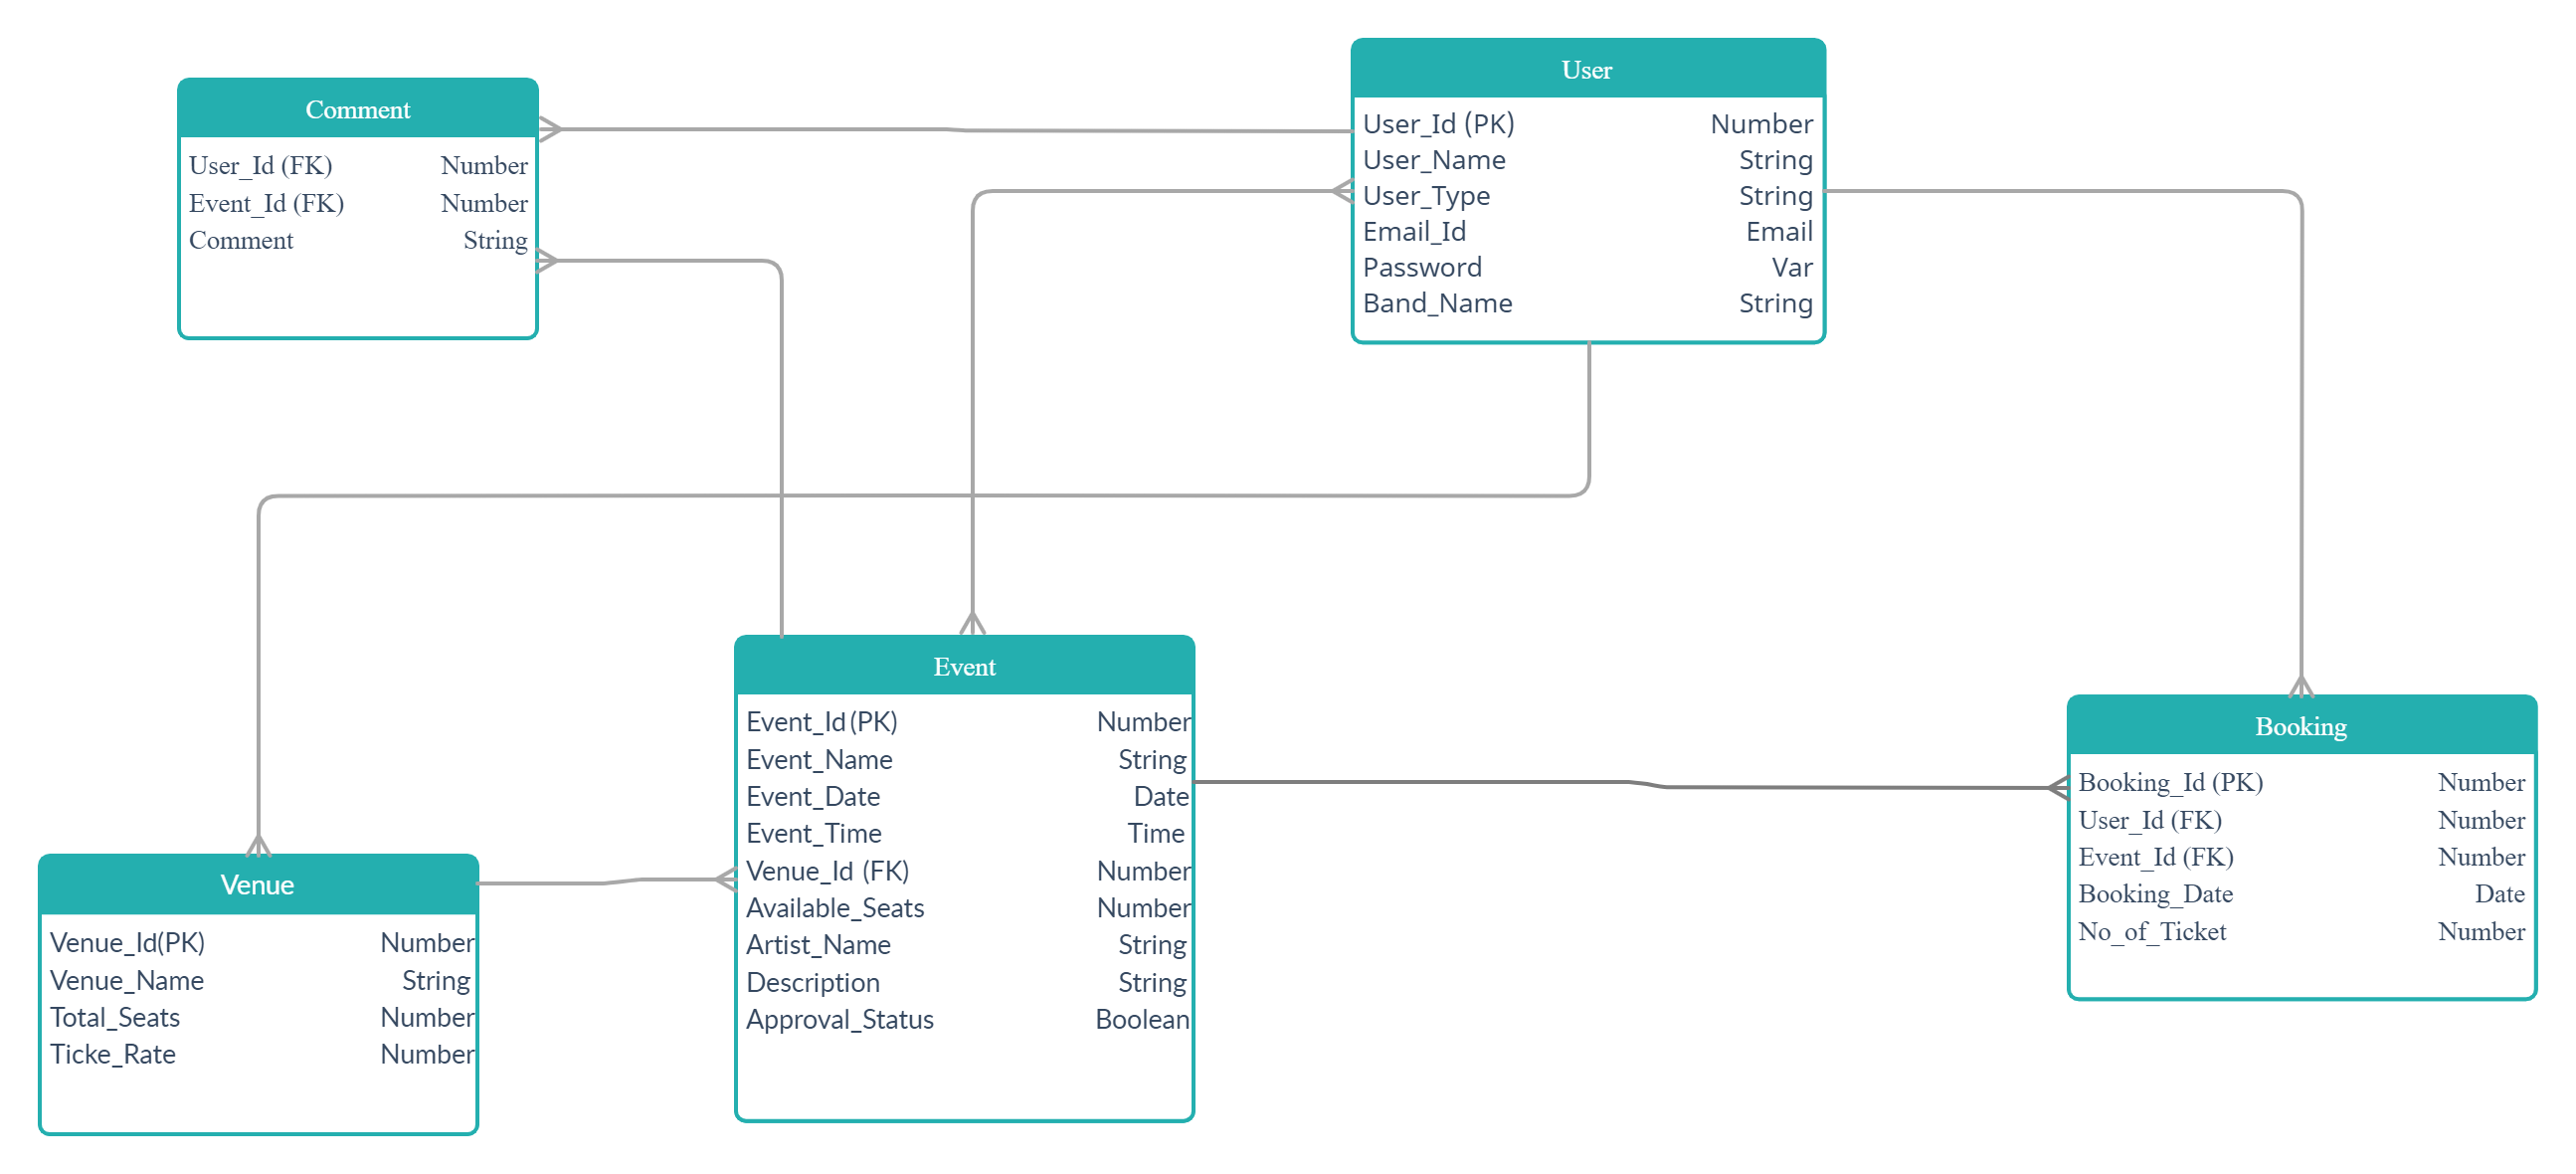 User
User_Id (PK) Number
User_Name String
User_Type String
Email_Id Email
Password Var
Band_Name String
Comment
User_Id (FK) Number
Event_Id (FK) Number
Comment String
Event
Event_Id (PK) Number
Event_Name String
Event_Date Date
Event_Time Time
Venue_Id (FK) Number
Available_Seats Number
Artist_Name String
Description String
Approval_Status Boolean
Booking
Booking_Id (PK) Number
User_Id (FK) Number
Event_Id (FK) Number
Booking_Date Date
No_of_Ticket Number
Venue
Venue_Id(PK) Number
Venue_Name String
Total_Seats Number
Ticke_Rate Number